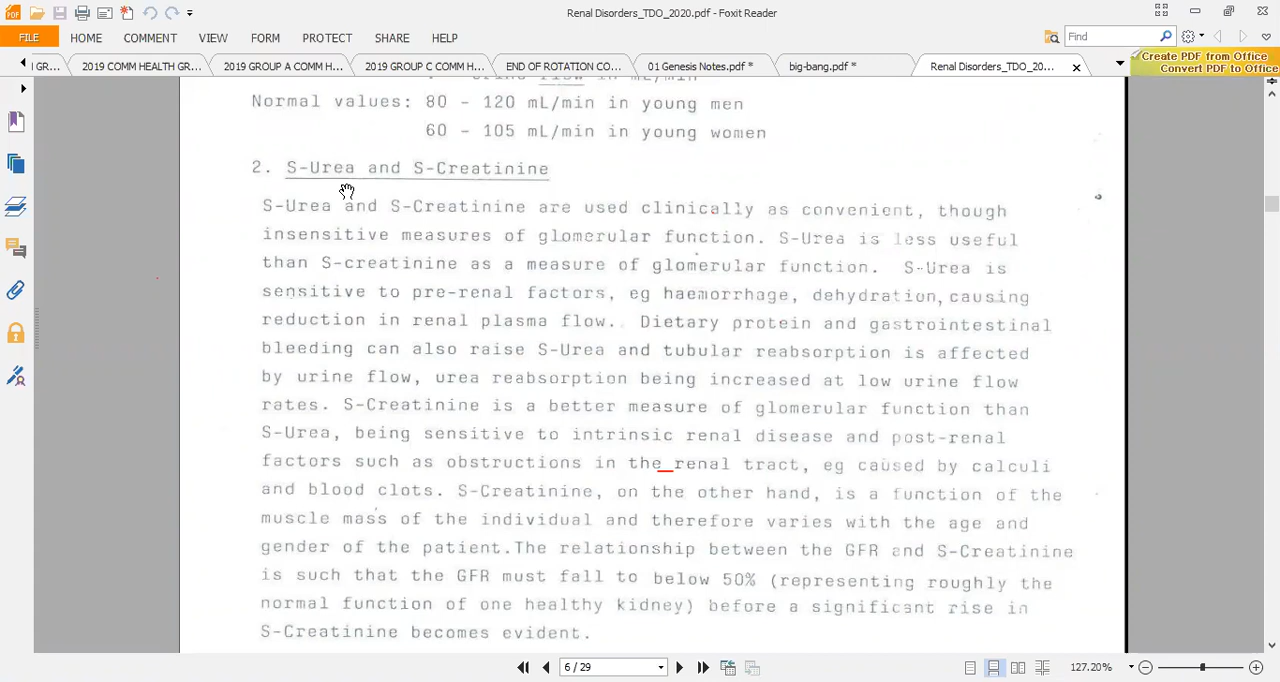 Renal Disorders_TDO_2020.pdf - Foxit Reader
FILE HOME COMMENT VIEW FORM PROTECT SHARE HELP Find
I GR... 2019 COMM HEALTH GR... 2019 GROUP A COMM H... 2019 GROUP C COMM H... END OF ROTATION CO... 01 Genesis Notes.pdf * big-bang.pdf * Renal Disorders_TDO_20...
Create PDF from Office
Convert PDF to Office
mL/min
Normal values: 80 - 120 mL/min in young men
60 - 105 mL/min in young women
2. S-Urea and S-Creatinine
S-Urea and S-Creatinine are used clinically as convenient, though
insensitive measures of glomerular function. S-Urea is less useful
than S-creatinine as a measure of glomerular function. S-Urea is
sensitive to pre-renal factors, eg haemorrhage, dehydration, causing
reduction in renal plasma flow. Dietary protein and gastrointestinal
bleeding can also raise S-Urea and tubular reabsorption is affected
by urine flow, urea reabsorption being increased at low urine flow
rates. S-Creatinine is a better measure of glomerular function than
S-Urea, being sensitive to intrinsic renal disease and post-renal
factors such as obstructions in the renal tract, eg caused by calculi
and blood clots. S-Creatinine, on the other hand, is a function of the
muscle mass of the individual and therefore varies with the age and
gender of the patient.The relationship between the GFR and S-Creatinine
is such that the GFR must fall to below 50% (representing roughly the
normal function of one healthy kidney) before a significant rise in
S-Creatinine becomes evident.
6 / 29 127.20%